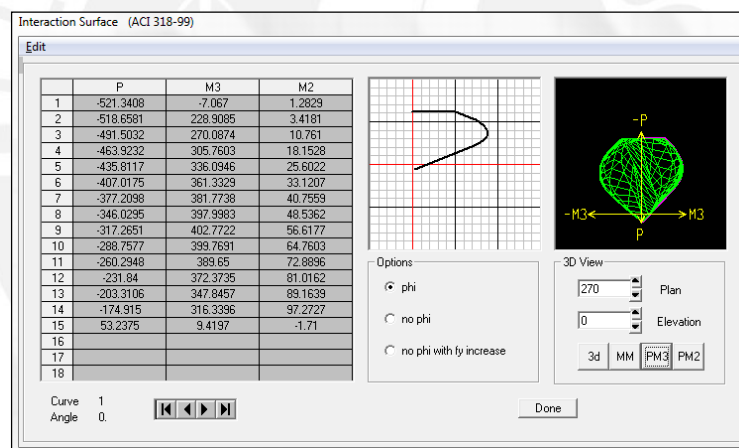 Interaction Surface (ACI 318-99)
Edit
P M3 M2
1 -521.3408 -7.067 1.2829
2 -518.6581 228.9085 3.4181
3 -491.5032 270.0874 10.761
4 -463.9232 305.7603 18.1528
5 -435.8117 336.0946 25.6022
6 -407.0175 361.3329 33.1207
7 -377.2098 381.7738 40.7559
8 -346.0295 397.9983 48.5362
9 -317.2651 402.7722 56.6177
10 -288.7577 399.7691 64.7603
11 -260.2948 389.65 72.8896
12 -231.84 372.3735 81.0162
13 -203.3106 347.8457 89.1639
14 -174.915 316.3396 97.2727
15 53.2375 9.4197 -1.71
16
17
18
Curve 1
Angle 0.
-P
-M3 M3
P
Options
phi
no phi
no phi with fy increase
3D View
270 Plan
0 Elevation
3d MM PM3 PM2
Done